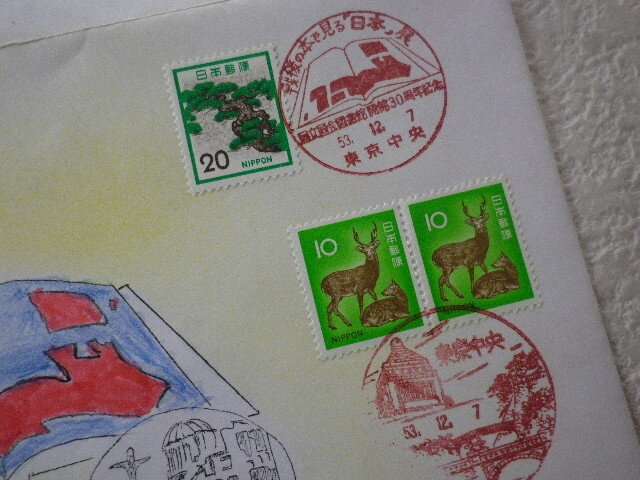 日本郵便
20
NIPPON
戦後の本で見る"日本"展
国立国会図書館開館30周年記念
53. 12. 7
東京中央
10
日本郵便
NIPPON
10
日本郵便
NIPPON
東京中央
53. 12. 7